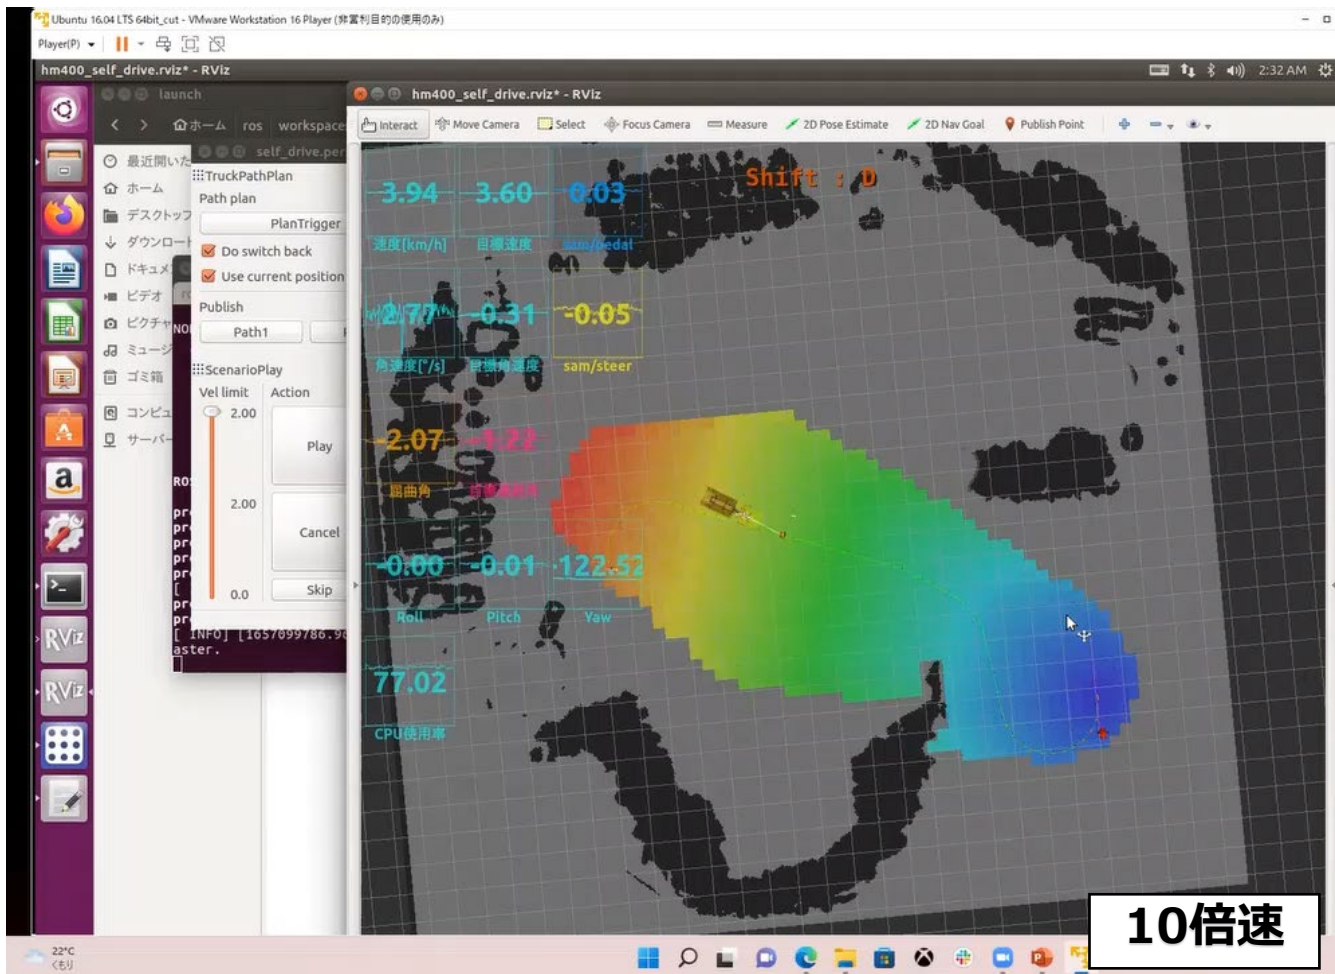 Ubuntu 16.04 LTS 64bit_cut - VMware Workstation 16 Player (非営利目的の使用のみ)
Player(P)
hm400_self_drive.rviz* - RViz
2:32 AM
launch
hm400_self_drive.rviz* - RViz
ホーム ros workspace
Interact Move Camera Select Focus Camera Measure 2D Pose Estimate 2D Nav Goal Publish Point
self_drive.per
最近開いた
ホーム
デスクトップ
ダウンロード
ドキュメ
ビデオ
ピクチャ
ミュージ
ゴミ箱
コンピュ
サーバー
TruckPathPlan
Path plan
PlanTrigger
Do switch back
Use current position
Publish
Path1
ScenarioPlay
Vel limit Action
2.00
Play
2.00
Cancel
0.0
Skip
[ INFO] [1657099786.96
aster.
Shift : D
3.94 3.60 0.03
速度[km/h] 目標速度 sam/pedal
2.77 -0.31 -0.05
角速度[°/s] 目標角速度 sam/steer
-2.07 -1.22
屈曲角
-0.00 -0.01 -122.52
Roll Pitch Yaw
77.02
CPU使用率
RViz
RViz
10倍速
22°C
くもり